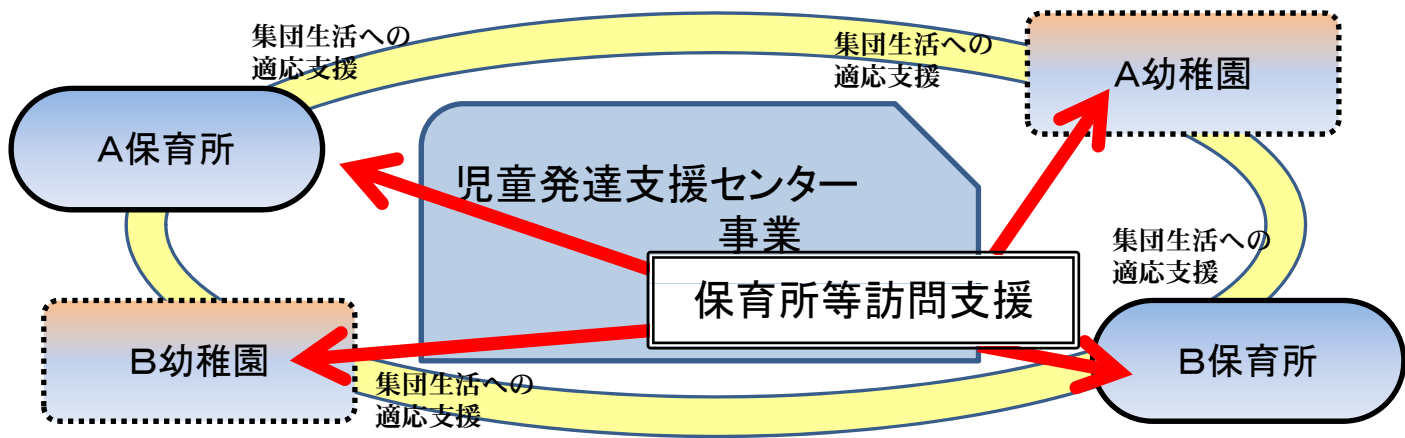 集団生活への
適応支援
集団生活への
適応支援
A幼稚園
A保育所
児童発達支援センター
事業
集団生活への
適応支援
保育所等訪問支援
B幼稚園
B保育所
集団生活への
適応支援